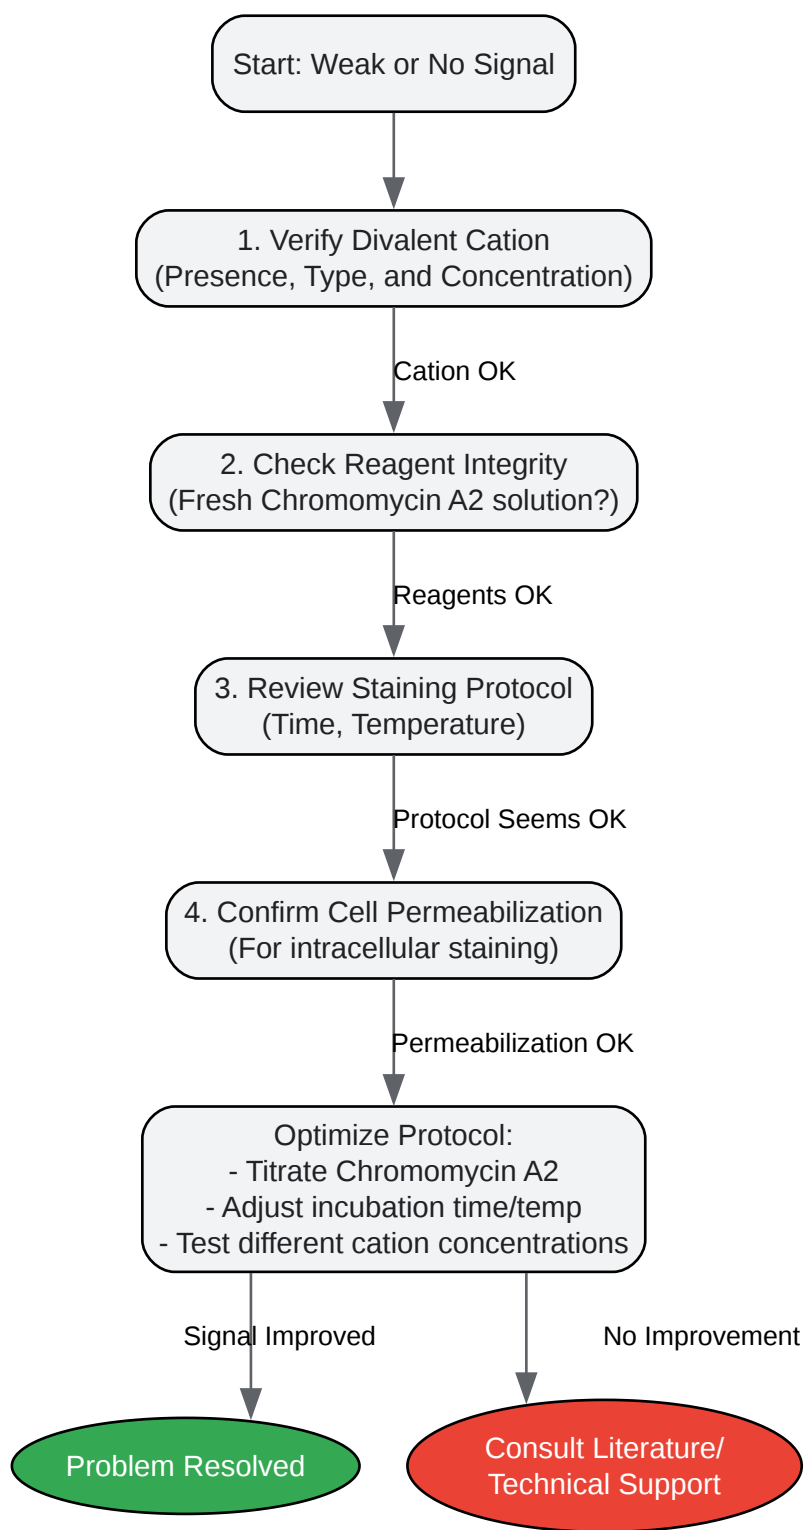 Start: Weak or No Signal
1. Verify Divalent Cation
(Presence, Type, and Concentration)
Cation OK
2. Check Reagent Integrity
(Fresh Chromomycin A2 solution?)
Reagents OK
3. Review Staining Protocol
(Time, Temperature)
Protocol Seems OK
4. Confirm Cell Permeabilization
(For intracellular staining)
Permeabilization OK
Optimize Protocol:
- Titrate Chromomycin A2
- Adjust incubation time/temp
- Test different cation concentrations
Signal Improved
No Improvement
Problem Resolved
Consult Literature/
Technical Support